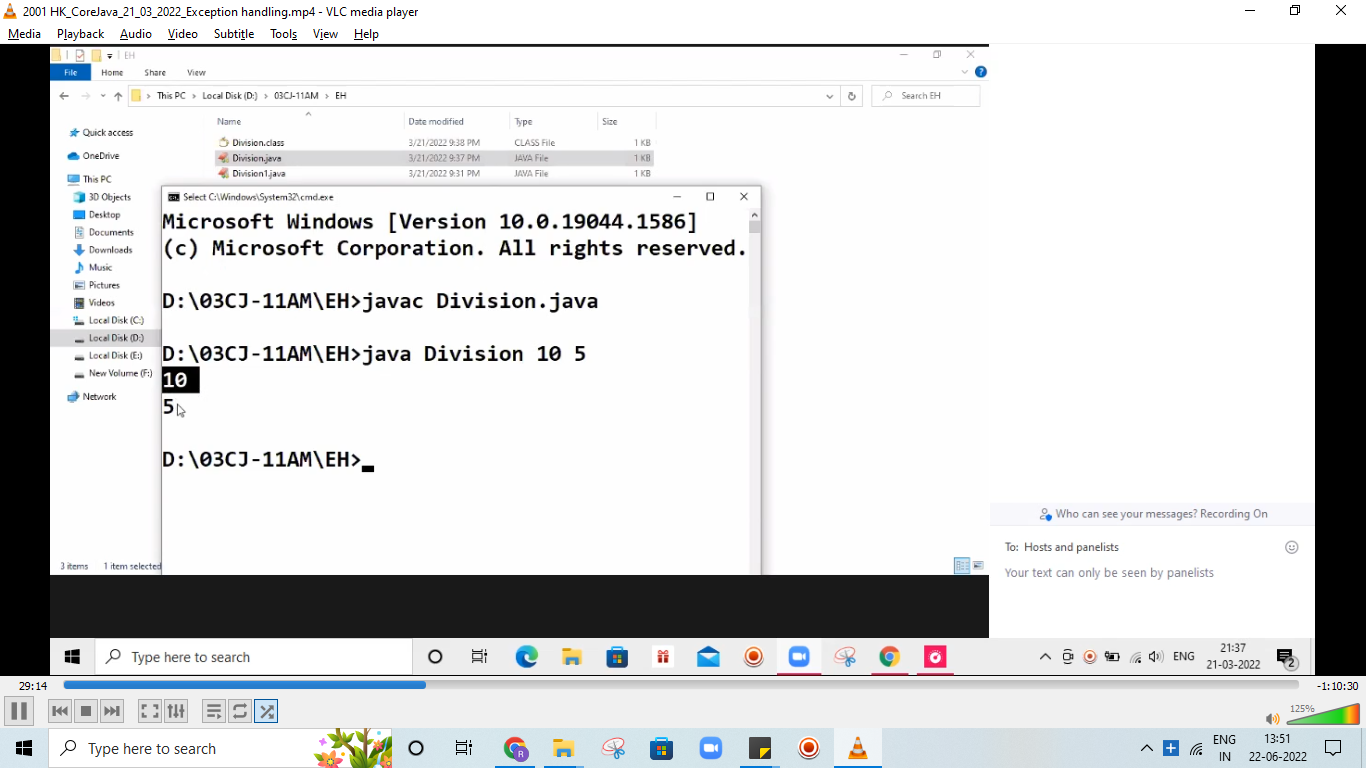 2001 HK_CoreJava_21_03_2022_Exception handling.mp4 - VLC media player
Media Playback Audio Video Subtitle Tools View Help
EH
File Home Share View
This PC > Local Disk (D:) > 03CJ-11AM > EH
Search EH
Name Date modified Type Size
Quick access
OneDrive
This PC
3D Objects
Desktop
Documents
Downloads
Music
Pictures
Videos
Local Disk (C:)
Local Disk (D:)
Local Disk (E:)
New Volume (F:)
Network
Division.class 3/21/2022 9:38 PM CLASS File 1 KB
Division.java 3/21/2022 9:37 PM JAVA File 1 KB
Division1.java 3/21/2022 9:31 PM JAVA File 1 KB
Select C:\Windows\System32\cmd.exe
Microsoft Windows [Version 10.0.19044.1586]
(c) Microsoft Corporation. All rights reserved.
D:\03CJ-11AM\EH>javac Division.java
D:\03CJ-11AM\EH>java Division 10 5
10
5
D:\03CJ-11AM\EH>
3 items 1 item selected
Who can see your messages? Recording On
To: Hosts and panelists
Your text can only be seen by panelists
Type here to search
ENG
21:37
21-03-2022
2
29:14
-1:10:30
125%
Type here to search
R
ENG
IN
13:51
22-06-2022